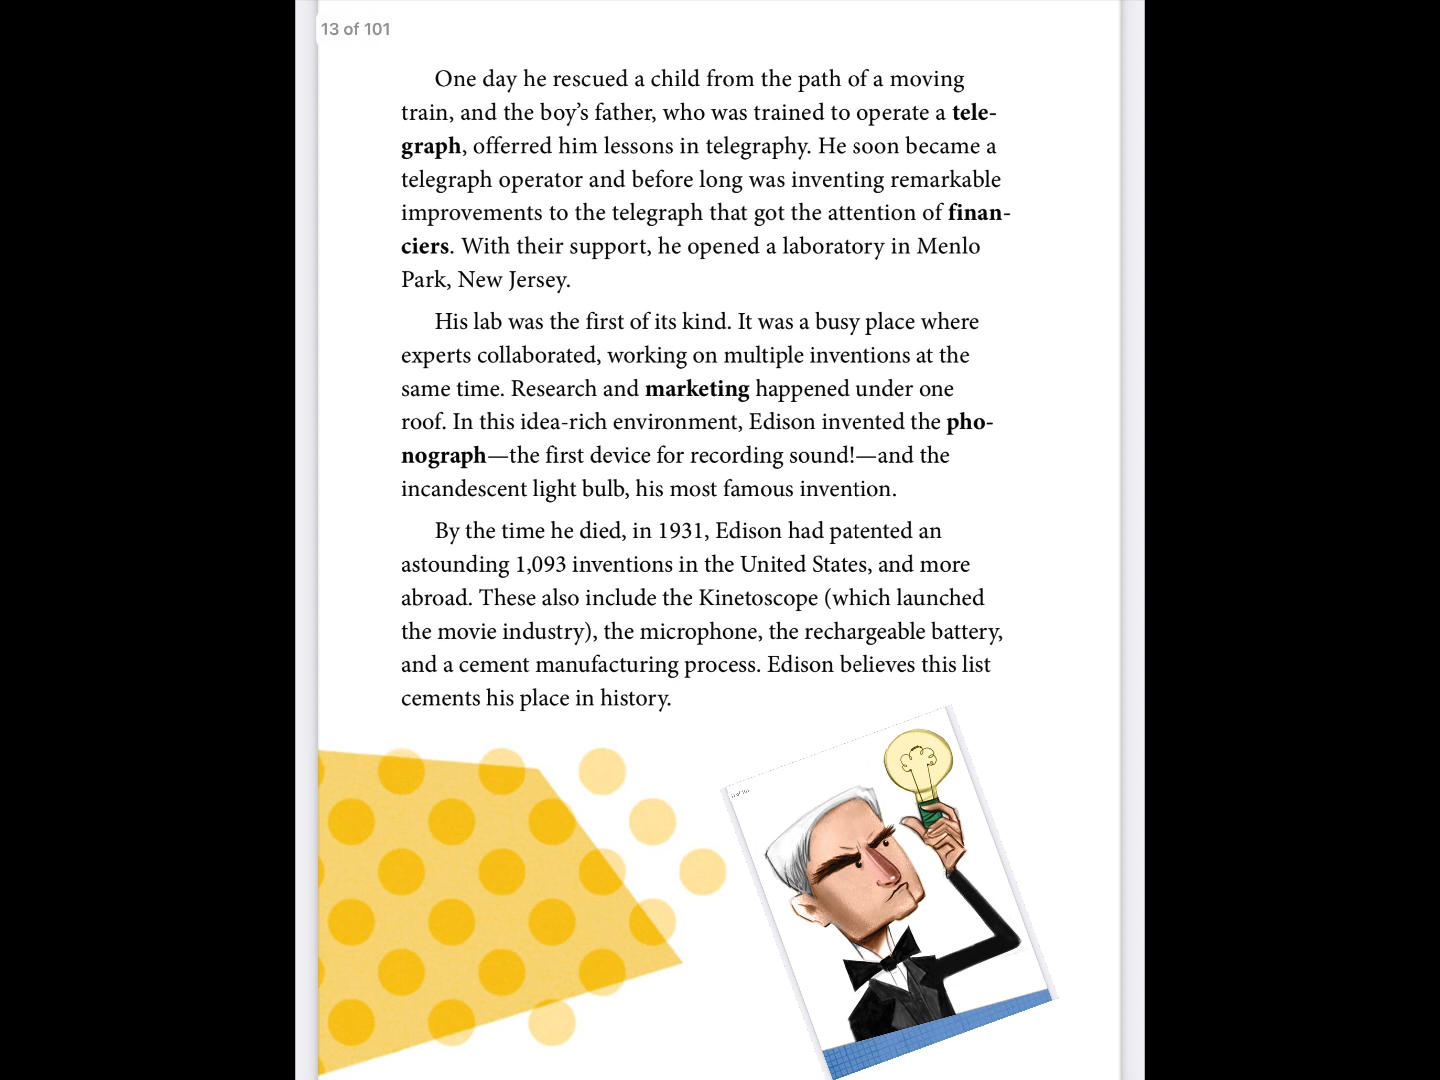 13 of 101
One day he rescued a child from the path of a moving
train, and the boy’s father, who was trained to operate a tele-
graph, offerred him lessons in telegraphy. He soon became a
telegraph operator and before long was inventing remarkable
improvements to the telegraph that got the attention of finan-
ciers. With their support, he opened a laboratory in Menlo
Park, New Jersey.
His lab was the first of its kind. It was a busy place where
experts collaborated, working on multiple inventions at the
same time. Research and marketing happened under one
roof. In this idea-rich environment, Edison invented the pho-
nograph—the first device for recording sound!—and the
incandescent light bulb, his most famous invention.
By the time he died, in 1931, Edison had patented an
astounding 1,093 inventions in the United States, and more
abroad. These also include the Kinetoscope (which launched
the movie industry), the microphone, the rechargeable battery,
and a cement manufacturing process. Edison believes this list
cements his place in history.